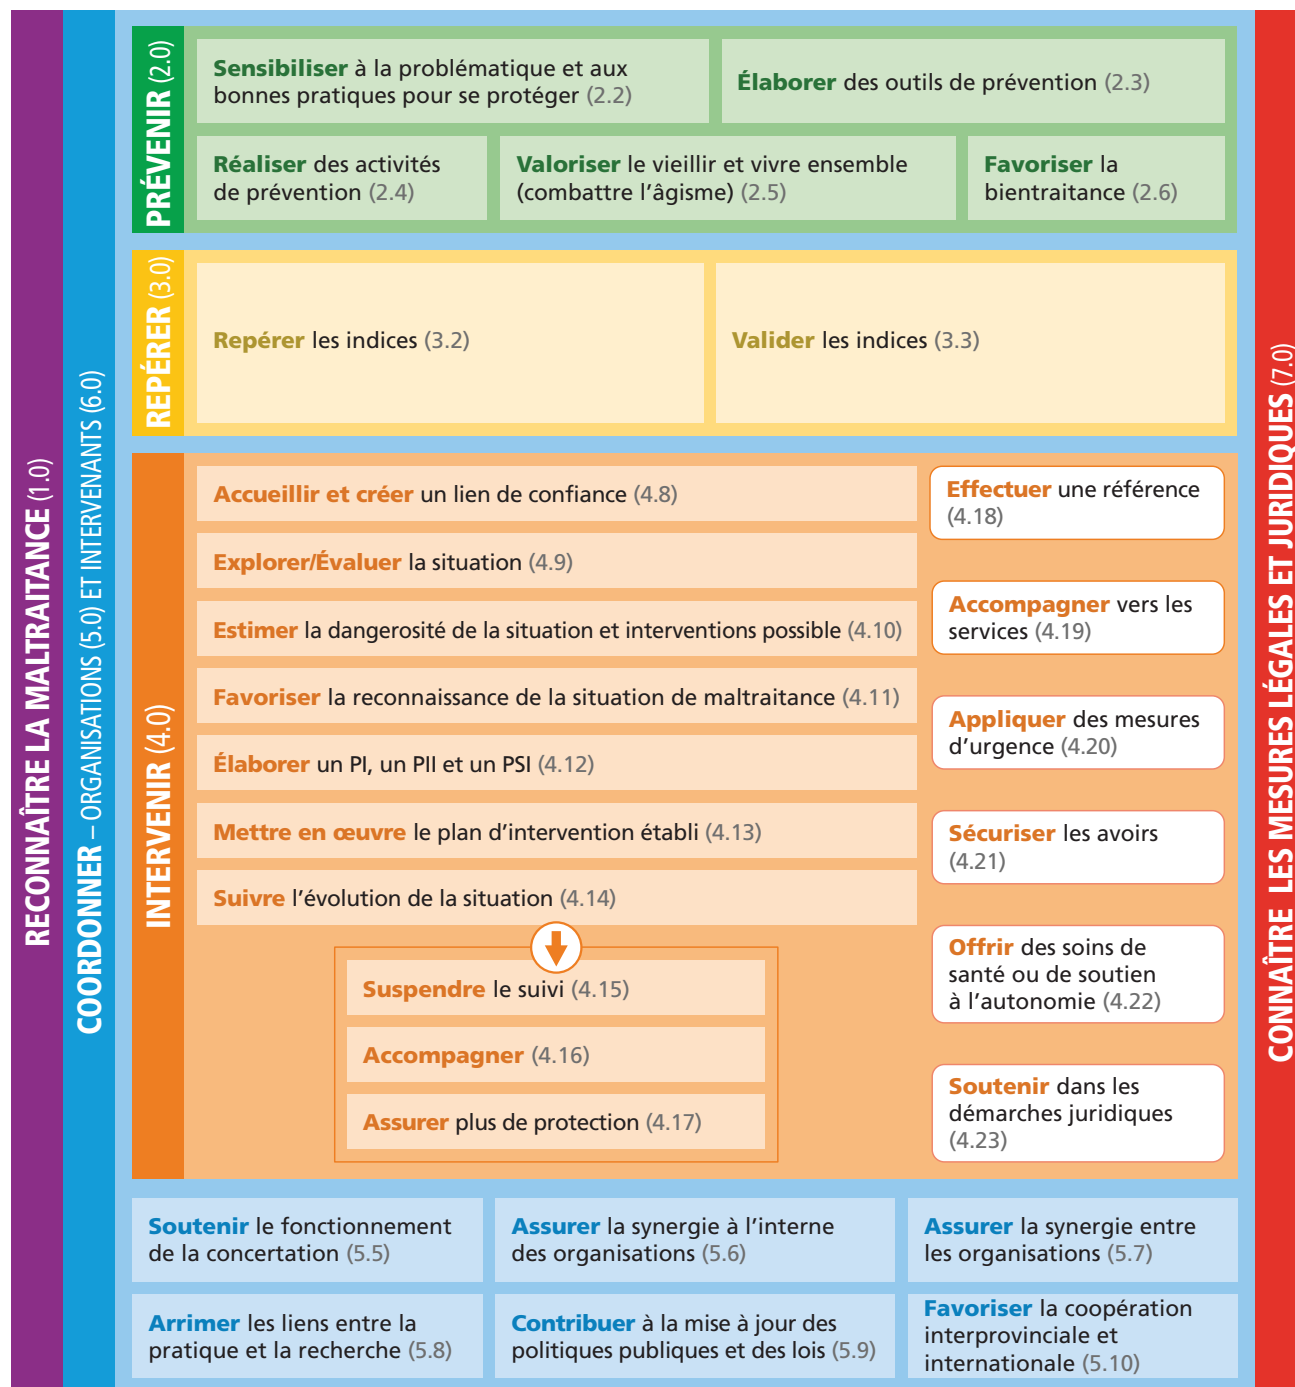 RECONNAÎTRE LA MALTRAITANCE (1.0)
COORDONNER – ORGANISATIONS (5.0) ET INTERVENANTS (6.0)
PRÉVENIR (2.0)
Sensibiliser à la problématique et aux
bonnes pratiques pour se protéger (2.2)
Élaborer des outils de prévention (2.3)
Réaliser des activités
de prévention (2.4)
Valoriser le vieillir et vivre ensemble
(combattre l’âgisme) (2.5)
Favoriser la
bientraitance (2.6)
REPÉRER (3.0)
Repérer les indices (3.2)
Valider les indices (3.3)
INTERVENIR (4.0)
Accueillir et créer un lien de confiance (4.8)
Explorer/Évaluer la situation (4.9)
Estimer la dangerosité de la situation et interventions possible (4.10)
Favoriser la reconnaissance de la situation de maltraitance (4.11)
Élaborer un PI, un PII et un PSI (4.12)
Mettre en œuvre le plan d’intervention établi (4.13)
Suivre l’évolution de la situation (4.14)
Suspendre le suivi (4.15)
Accompagner (4.16)
Assurer plus de protection (4.17)
Effectuer une référence
(4.18)
Accompagner vers les
services (4.19)
Appliquer des mesures
d’urgence (4.20)
Sécuriser les avoirs
(4.21)
Offrir des soins de
santé ou de soutien
à l’autonomie (4.22)
Soutenir dans les
démarches juridiques
(4.23)
Soutenir le fonctionnement
de la concertation (5.5)
Assurer la synergie à l’interne
des organisations (5.6)
Assurer la synergie entre
les organisations (5.7)
Arrimer les liens entre la
pratique et la recherche (5.8)
Contribuer à la mise à jour des
politiques publiques et des lois (5.9)
Favoriser la coopération
interprovinciale et
internationale (5.10)
CONNAÎTRE LES MESURES LÉGALES ET JURIDIQUES (7.0)